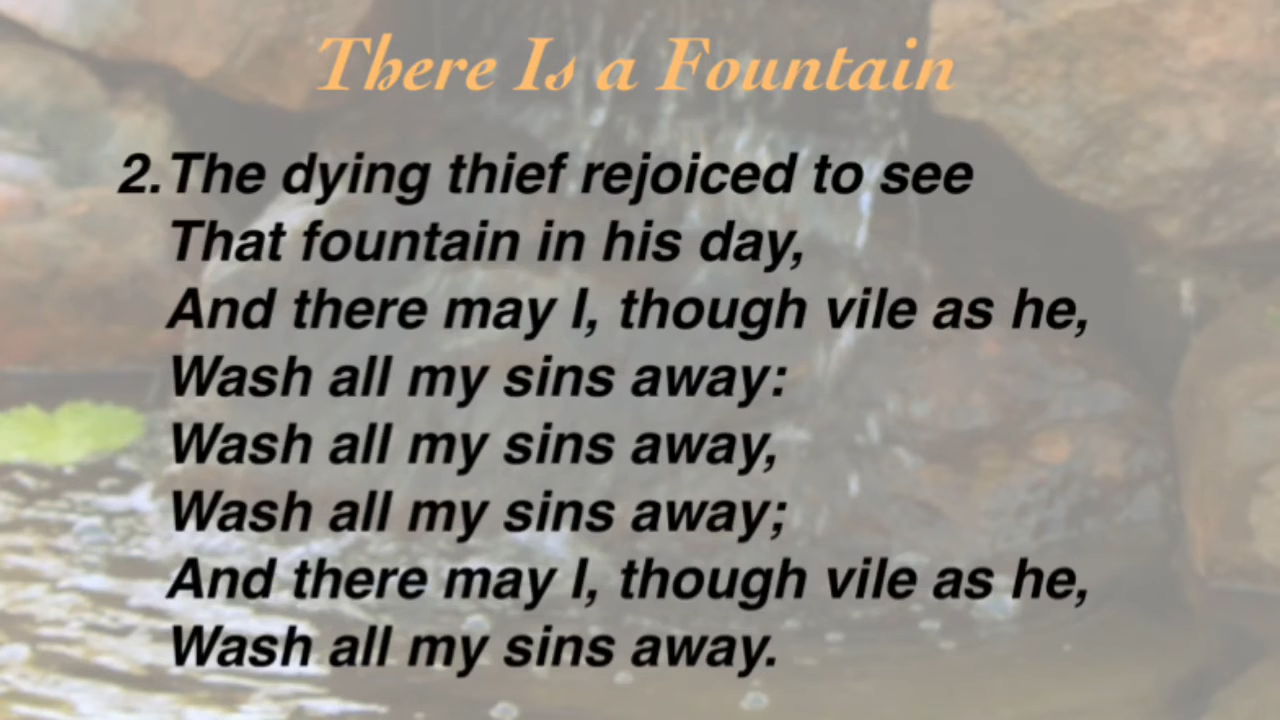 There Is a Fountain
2. The dying thief rejoiced to see
That fountain in his day,
And there may I, though vile as he,
Wash all my sins away:
Wash all my sins away,
Wash all my sins away;
And there may I, though vile as he,
Wash all my sins away.